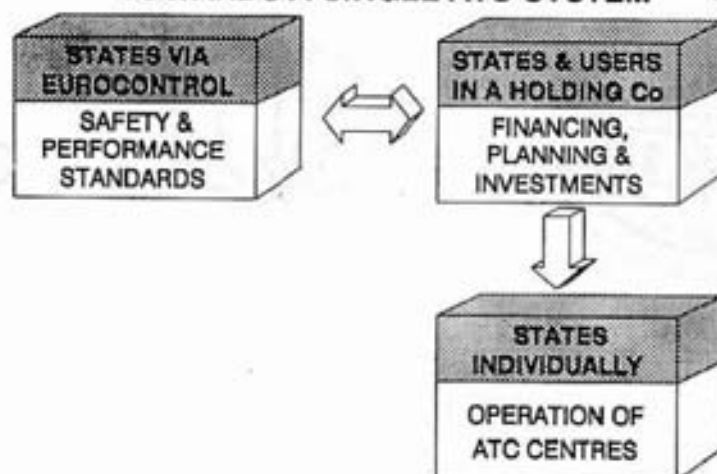 STATES VIA
EUROCONTROL
SAFETY &
PERFORMANCE
STANDARDS
STATES & USERS
IN A HOLDING Co
FINANCING,
PLANNING &
INVESTMENTS
STATES
INDIVIDUALLY
OPERATION OF
ATC CENTRES